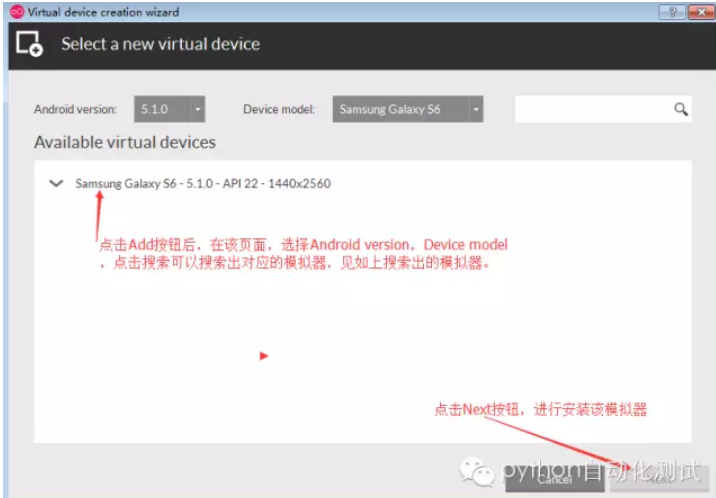 Virtual device creation wizard
Select a new virtual device
Android version: 5.1.0 Device model: Samsung Galaxy S6
Available virtual devices
Samsung Galaxy S6 - 5.1.0 - API 22 - 1440x2560
点击Add按钮后，在该页面，选择Android version，Device model
，点击搜索可以搜索出对应的模拟器，见如上搜索出的模拟器。
点击Next按钮，进行安装该模拟器
python自动化测试
Cancel